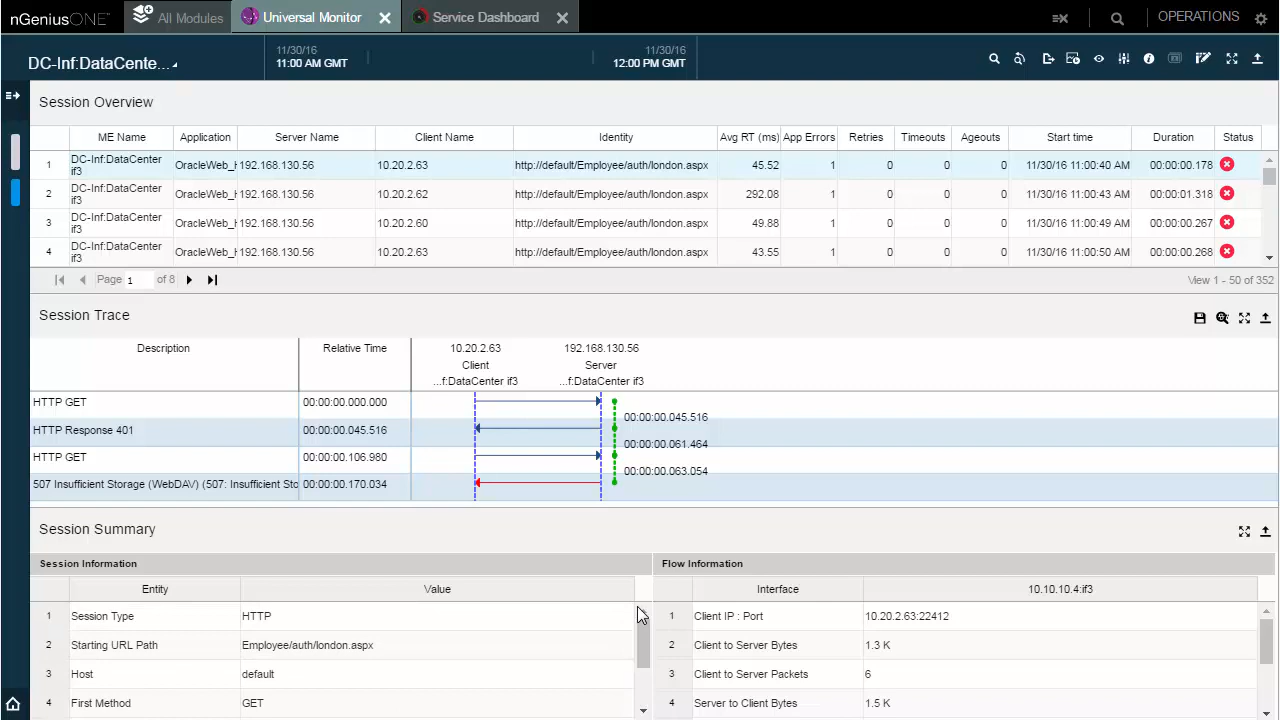 nGeniusONE™ All Modules Universal Monitor Service Dashboard OPERATIONS
DC-Inf:DataCente...
11/30/16
11:00 AM GMT
11/30/16
12:00 PM GMT
Session Overview
ME Name Application Server Name Client Name Identity Avg RT (ms) App Errors Retries Timeouts Ageouts Start time Duration Status
1 DC-Inf:DataCenter if3 OracleWeb_H 192.168.130.56 10.20.2.63 http://default/Employee/auth/london.aspx 45.52 1 0 0 0 11/30/16 11:00:40 AM 00:00:00.178
2 DC-Inf:DataCenter if3 OracleWeb_H 192.168.130.56 10.20.2.62 http://default/Employee/auth/london.aspx 292.08 1 0 0 0 11/30/16 11:00:43 AM 00:00:01.318
3 DC-Inf:DataCenter if3 OracleWeb_H 192.168.130.56 10.20.2.60 http://default/Employee/auth/london.aspx 49.88 1 0 0 0 11/30/16 11:00:49 AM 00:00:00.267
4 DC-Inf:DataCenter if3 OracleWeb_H 192.168.130.56 10.20.2.63 http://default/Employee/auth/london.aspx 43.55 1 0 0 0 11/30/16 11:00:50 AM 00:00:00.268
Page 1 of 8 View 1 - 50 of 352
Session Trace
Description Relative Time 10.20.2.63 192.168.130.56
Client Server
...f:DataCenter if3 ...f:DataCenter if3
HTTP GET 00:00:00.000.000
00:00:00.045.516
HTTP Response 401 00:00:00.045.516
00:00:00.061.464
HTTP GET 00:00:00.106.980
00:00:00.063.054
507 Insufficient Storage (WebDAV) (507: Insufficient Stc 00:00:00.170.034
Session Summary
Session Information Flow Information
Entity Value Interface 10.10.10.4:if3
1 Session Type HTTP 1 Client IP : Port 10.20.2.63:22412
2 Starting URL Path Employee/auth/london.aspx 2 Client to Server Bytes 1.3 K
3 Host default 3 Client to Server Packets 6
4 First Method GET 4 Server to Client Bytes 1.5 K